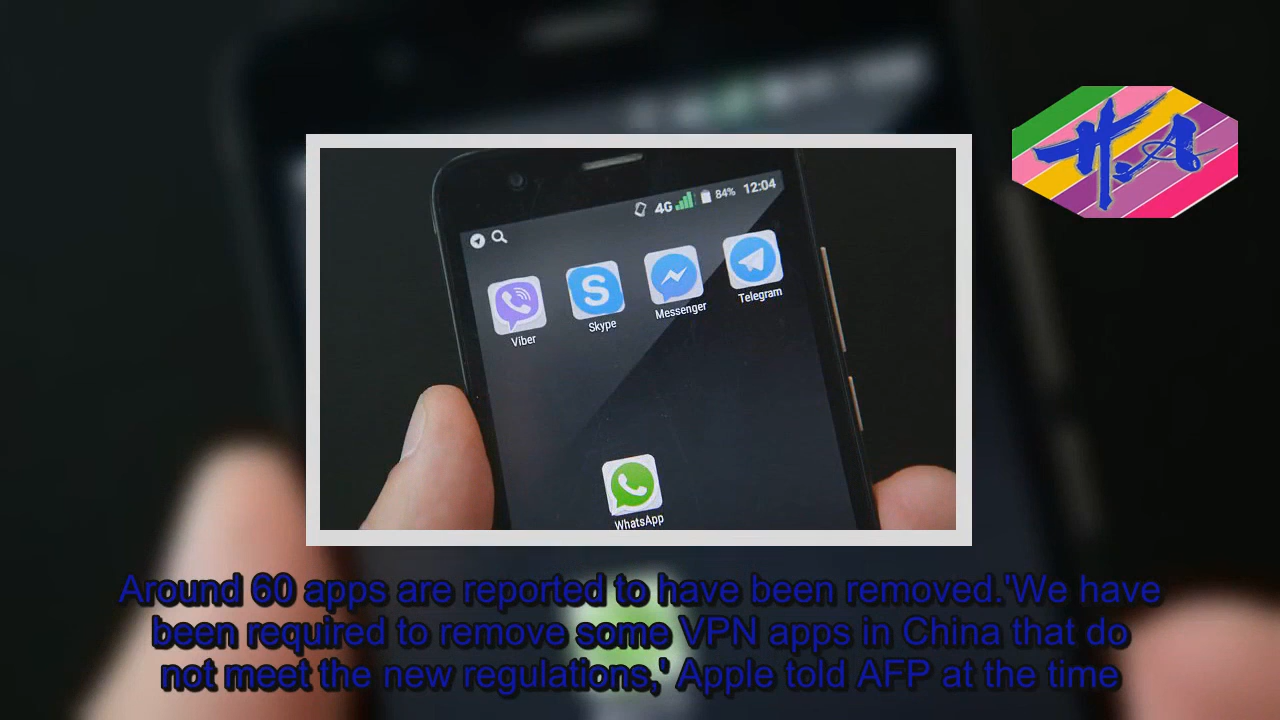 4G 84% 12:04
Viber Skype Messenger Telegram
WhatsApp
Around 60 apps are reported to have been removed.'We have
been required to remove some VPN apps in China that do
not meet the new regulations,' Apple told AFP at the time